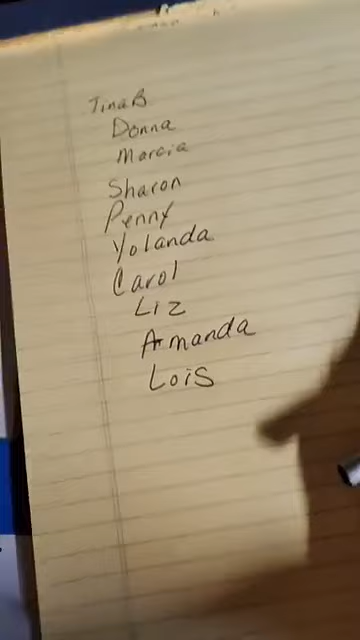 Tina B
Donna
Marcia
Sharon
Penny
Yolanda
Carol
Liz
Amanda
Lois